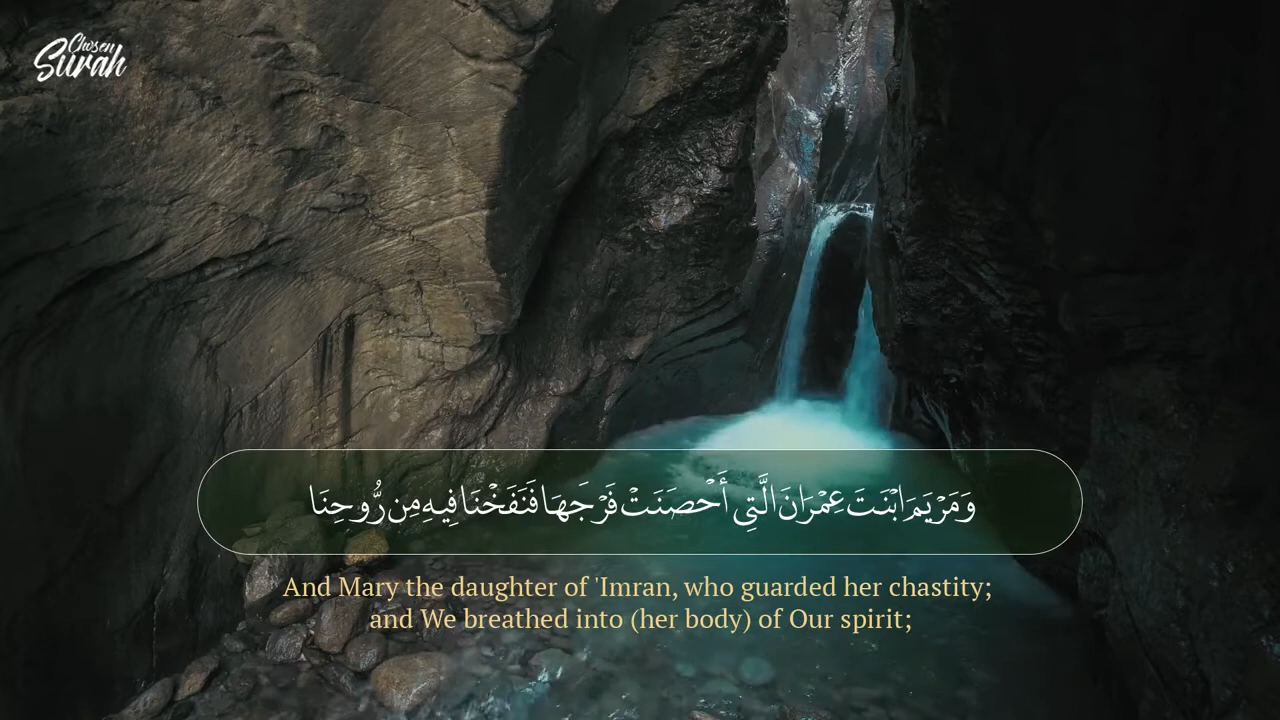 Chosen
Surah
وَمَرْيَمَ ابْنَتَ عِمْرَانَ الَّتِي أَحْصَنَتْ فَرْجَهَا فَنَفَخْنَا فِيهِ مِن رُّوحِنَا
And Mary the daughter of 'Imran, who guarded her chastity;
and We breathed into (her body) of Our spirit;